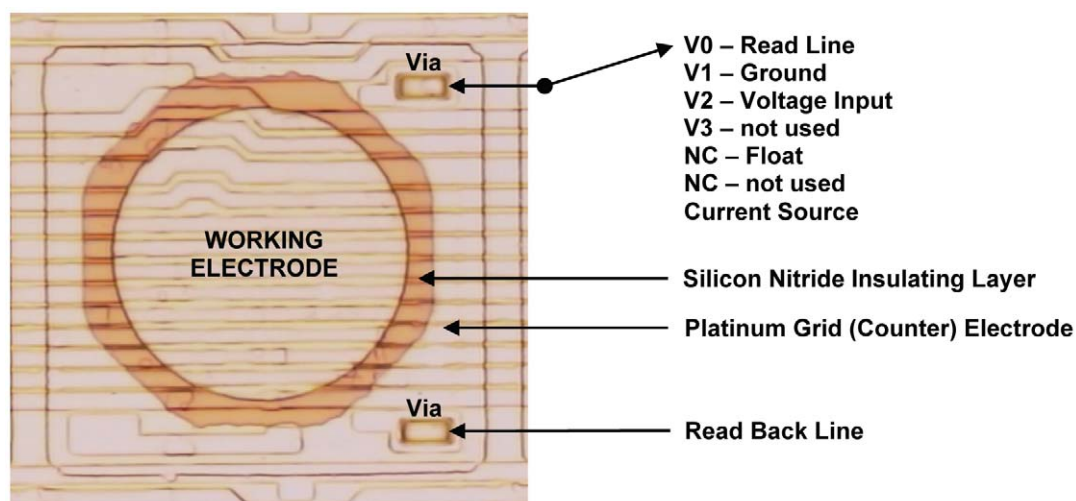 Via
V0 – Read Line
V1 – Ground
V2 – Voltage Input
V3 – not used
NC – Float
NC – not used
Current Source
WORKING
ELECTRODE
Silicon Nitride Insulating Layer
Platinum Grid (Counter) Electrode
Via
Read Back Line